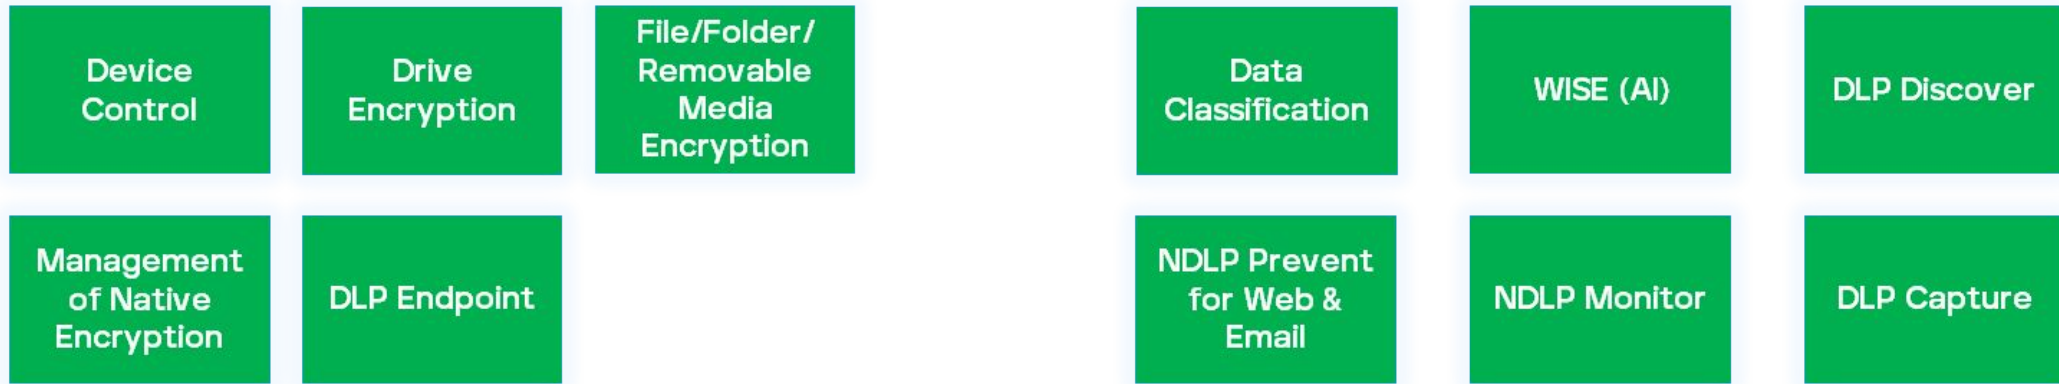 Device
Control
Drive
Encryption
File/Folder/
Removable
Media
Encryption
Data
Classification
WISE (AI)
DLP Discover
Management
of Native
Encryption
DLP Endpoint
NDLP Prevent
for Web &
Email
NDLP Monitor
DLP Capture